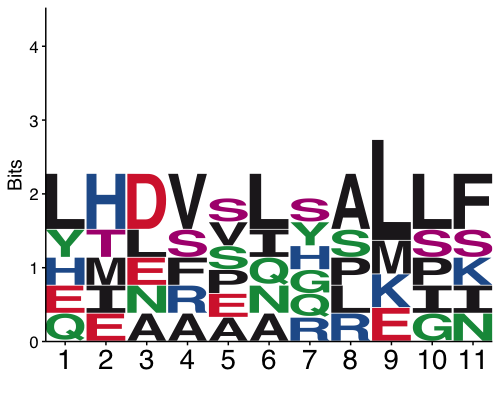 Bits
4
3
2
1
0
L H D V S L S A L L F
Y T L S V I Y S S S
S H
H M E F P Q G P M P K
E I N R E N Q L K I I
Q E A A A A R R E G N
1 2 3 4 5 6 7 8 9 10 11